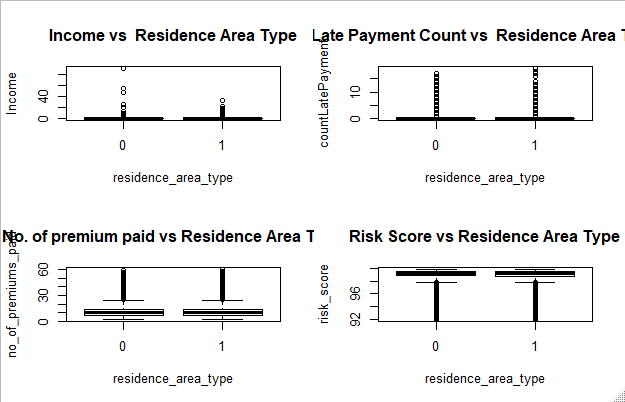 Income vs Residence Area Type
Income
40
0
0 1
residence_area_type
Late Payment Count vs Residence Area T
countLatePayment
10
0
0 1
residence_area_type
No. of premium paid vs Residence Area T
no_of_premiums_pa
60
30
0
0 1
residence_area_type
Risk Score vs Residence Area Type
risk_score
96
92
0 1
residence_area_type